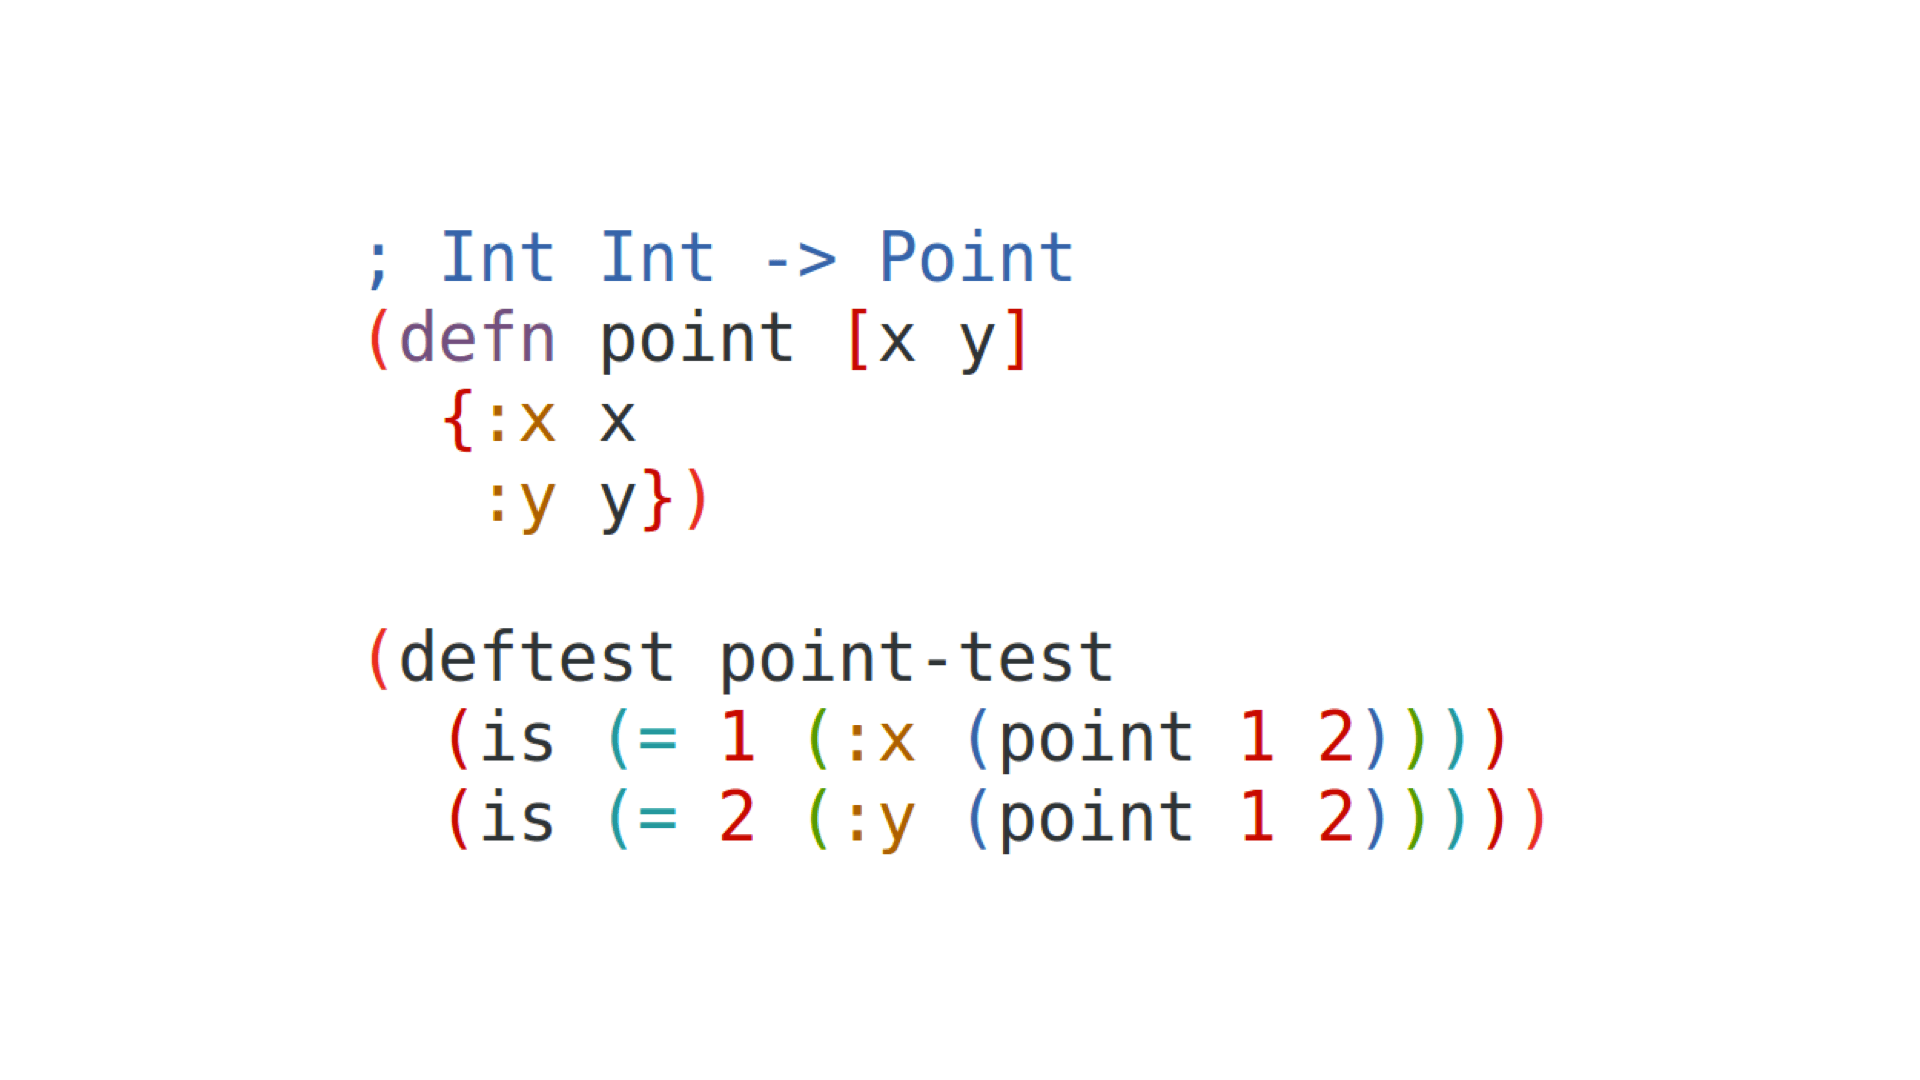 ; Int Int -> Point
(defn point [x y]
  {:x x
   :y y})

(deftest point-test
  (is (= 1 (:x (point 1 2))))
  (is (= 2 (:y (point 1 2)))))